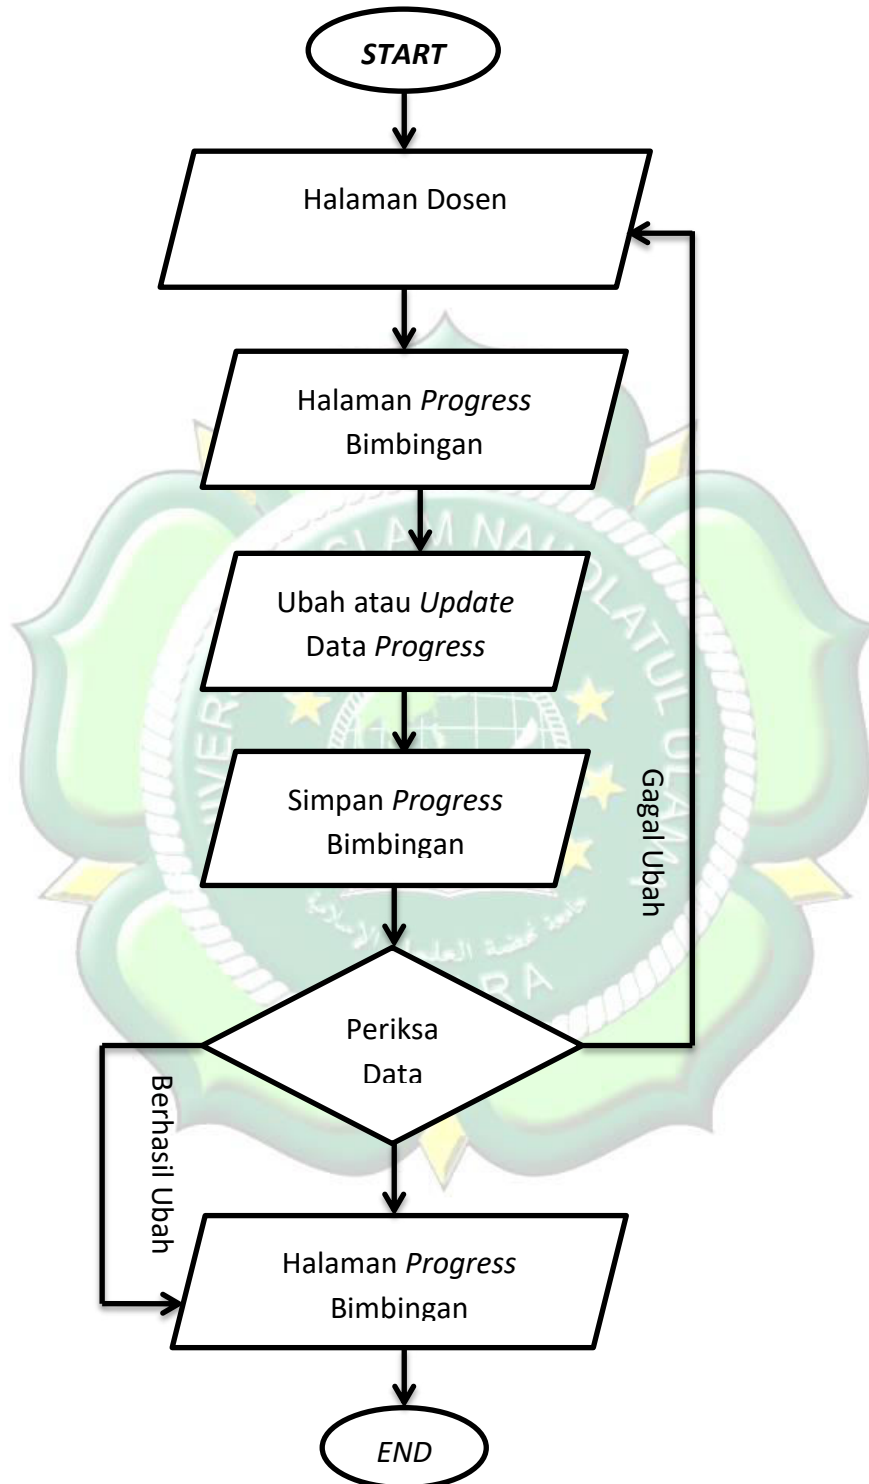 START
Halaman Dosen
Halaman Progress
Bimbingan
Ubah atau Update
Data Progress
Simpan Progress
Bimbingan
Gagal Ubah
Periksa
Data
Berhasil Ubah
Halaman Progress
Bimbingan
END